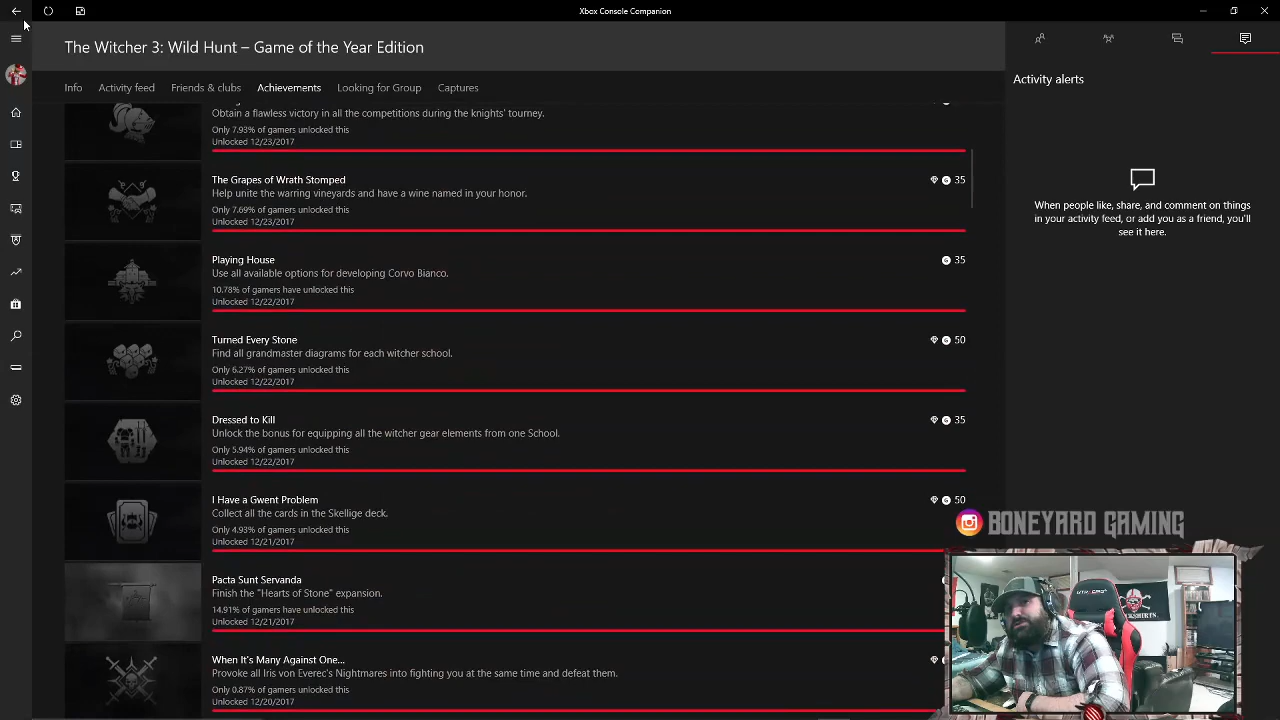 Xbox Console Companion
The Witcher 3: Wild Hunt – Game of the Year Edition
Info Activity feed Friends & clubs Achievements Looking for Group Captures
Obtain a flawless victory in all the competitions during the knights' tourney.
Only 7.93% of gamers unlocked this
Unlocked 12/23/2017
The Grapes of Wrath Stomped
G 35
Help unite the warring vineyards and have a wine named in your honor.
Only 7.69% of gamers unlocked this
Unlocked 12/23/2017
Playing House
G 35
Use all available options for developing Corvo Bianco.
10.78% of gamers have unlocked this
Unlocked 12/22/2017
Turned Every Stone
G 50
Find all grandmaster diagrams for each witcher school.
Only 6.27% of gamers unlocked this
Unlocked 12/22/2017
Dressed to Kill
G 35
Unlock the bonus for equipping all the witcher gear elements from one School.
Only 5.94% of gamers unlocked this
Unlocked 12/22/2017
I Have a Gwent Problem
G 50
Collect all the cards in the Skellige deck.
Only 4.93% of gamers unlocked this
Unlocked 12/21/2017
Pacta Sunt Servanda
Finish the "Hearts of Stone" expansion.
14.91% of gamers have unlocked this
Unlocked 12/21/2017
When It's Many Against One...
Provoke all Iris von Everec's Nightmares into fighting you at the same time and defeat them.
Only 0.87% of gamers unlocked this
Unlocked 12/20/2017
Activity alerts
When people like, share, and comment on things
in your activity feed, or add you as a friend, you'll
see it here.
BONEYARD GAMING